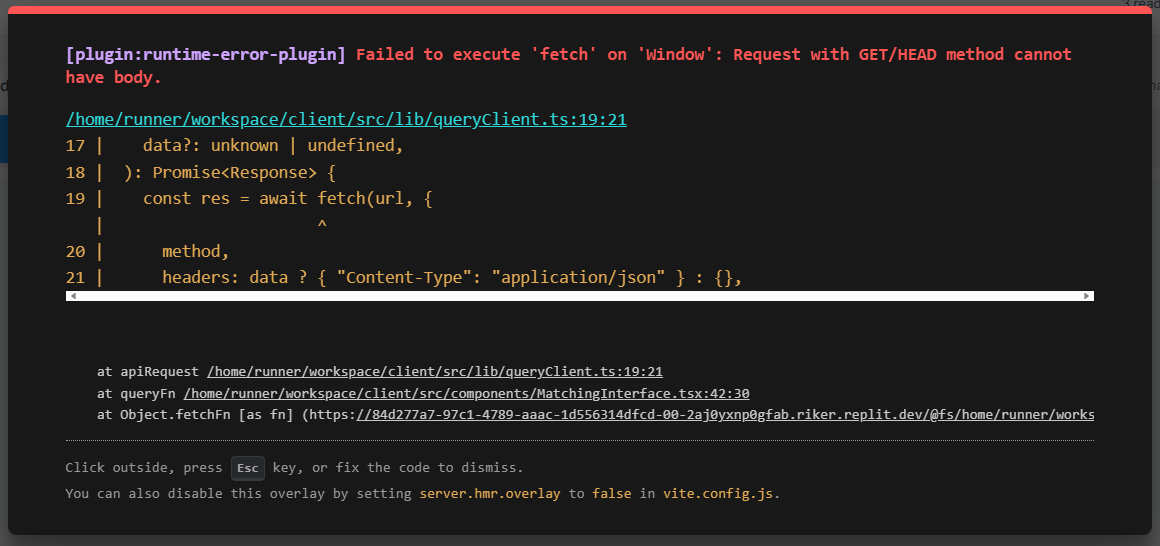 3 read
[plugin:runtime-error-plugin] Failed to execute 'fetch' on 'Window': Request with GET/HEAD method cannot
have body.
/home/runner/workspace/client/src/lib/queryClient.ts:19:21
17 |    data?: unknown | undefined,
18 |  ): Promise<Response> {
19 |    const res = await fetch(url, {
   |                      ^
20 |      method,
21 |      headers: data ? { "Content-Type": "application/json" } : {},
at apiRequest /home/runner/workspace/client/src/lib/queryClient.ts:19:21
at queryFn /home/runner/workspace/client/src/components/MatchingInterface.tsx:42:30
at Object.fetchFn [as fn] (https://84d277a7-97c1-4789-aaac-1d556314dfcd-00-2aj0yxnp0gfab.riker.replit.dev/@fs/home/runner/works
Click outside, press Esc key, or fix the code to dismiss.
You can also disable this overlay by setting server.hmr.overlay to false in vite.config.js.